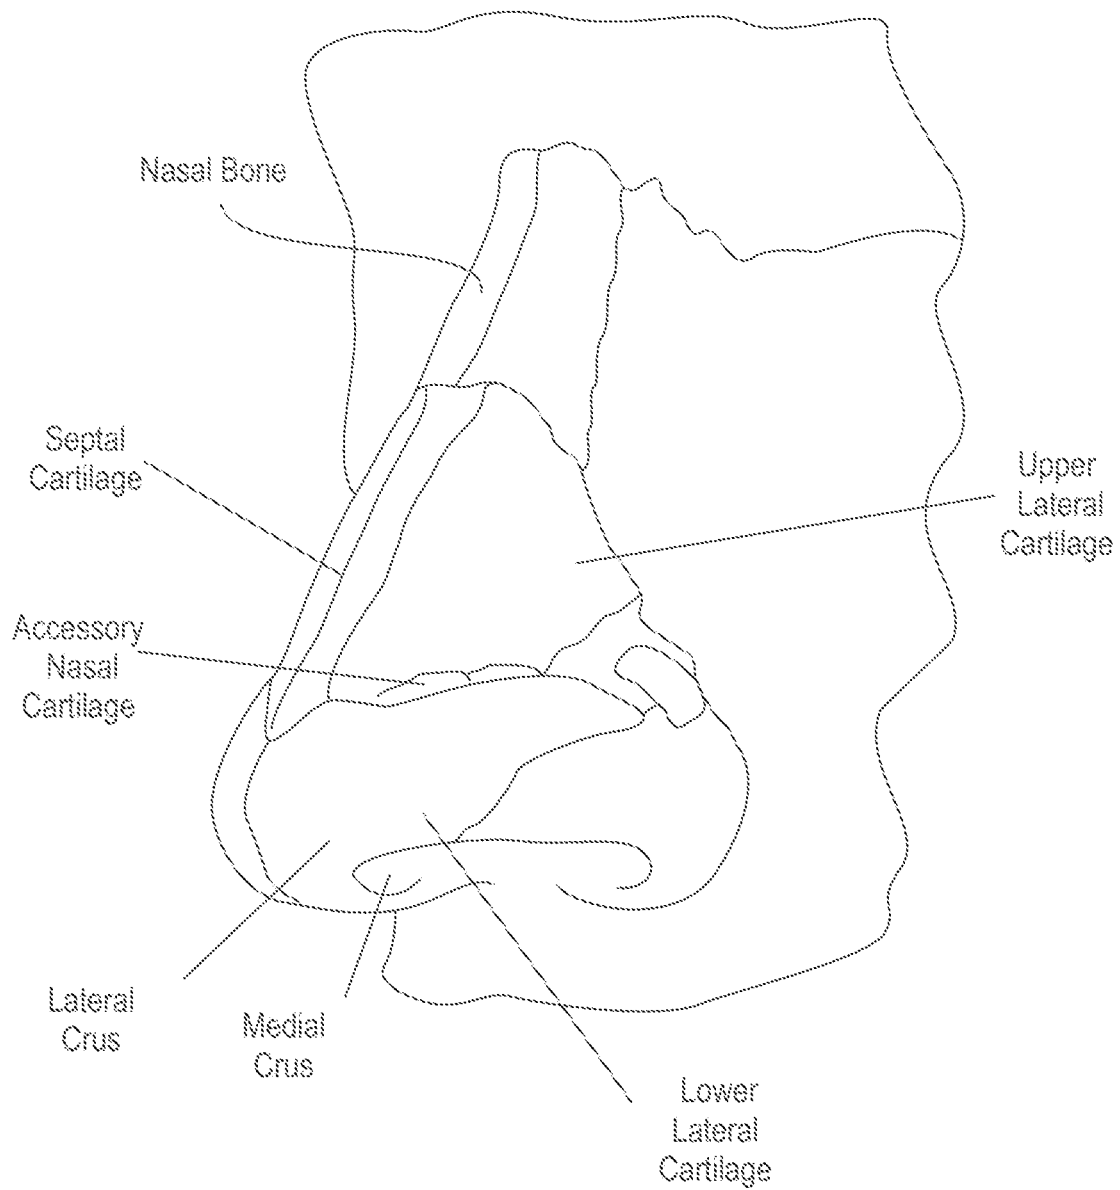 Nasal Bone
Septal
Cartilage
Upper
Lateral
Cartilage
Accessory
Nasal
Cartilage
Lateral
Crus
Medial
Crus
Lower
Lateral
Cartilage